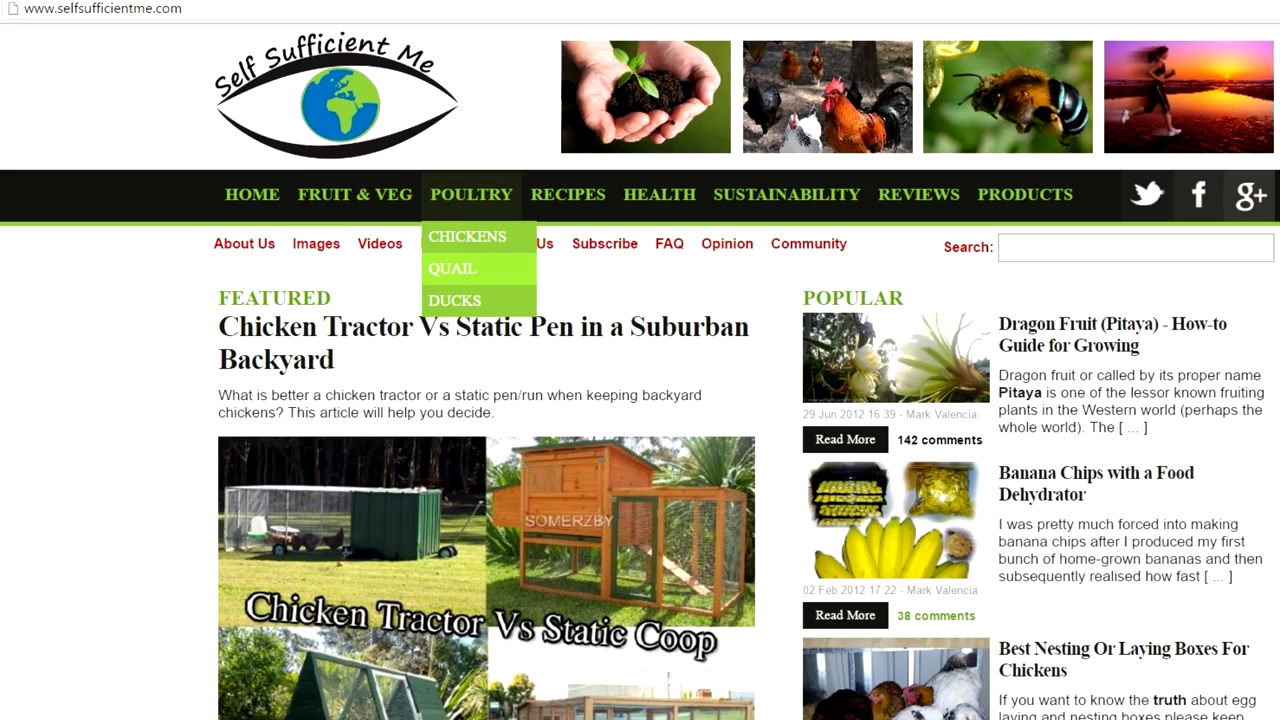 www.selfsufficientme.com
Self Sufficient Me
HOME FRUIT & VEG POULTRY RECIPES HEALTH SUSTAINABILITY REVIEWS PRODUCTS
CHICKENS
QUAIL
DUCKS
About Us Images Videos Us Subscribe FAQ Opinion Community
Search:
FEATURED
Chicken Tractor Vs Static Pen in a Suburban
Backyard
What is better a chicken tractor or a static pen/run when keeping backyard
chickens? This article will help you decide.
SOMERZBY
Chicken Tractor Vs Static Coop
POPULAR
Dragon Fruit (Pitaya) - How-to
Guide for Growing
Dragon fruit or called by its proper name
Pitaya is one of the lessor known fruiting
plants in the Western world (perhaps the
whole world). The [ ... ]
29 Jun 2012 16 39 - Mark Valencia
Read More 142 comments
Banana Chips with a Food
Dehydrator
I was pretty much forced into making
banana chips after I produced my first
bunch of home-grown bananas and then
subsequently realised how fast [ ... ]
02 Feb 2012 17 22 - Mark Valencia
Read More 38 comments
Best Nesting Or Laying Boxes For
Chickens
If you want to know the truth about egg
laying and nesting boxes please keep